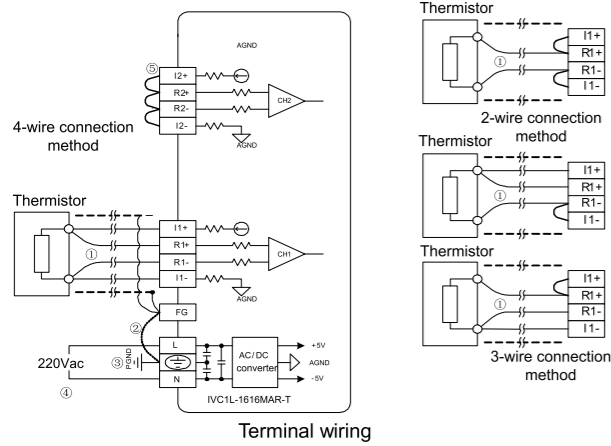 AGND
⑤
I2+
R2+
R2-
I2-
CH2
AGND
4-wire connection
method
Thermistor
①
I1+
R1+
R1-
I1-
CH1
AGND
FG
②
L
N
220Vac
③
PGND
④
AC/DC
converter
+5V
AGND
-5V
IVC1L-1616MAR-T
Thermistor
①
I1+
R1+
R1-
I1-
2-wire connection
method
Thermistor
①
I1+
R1+
R1-
I1-
Thermistor
①
I1+
R1+
R1-
I1-
3-wire connection
method
Terminal wiring